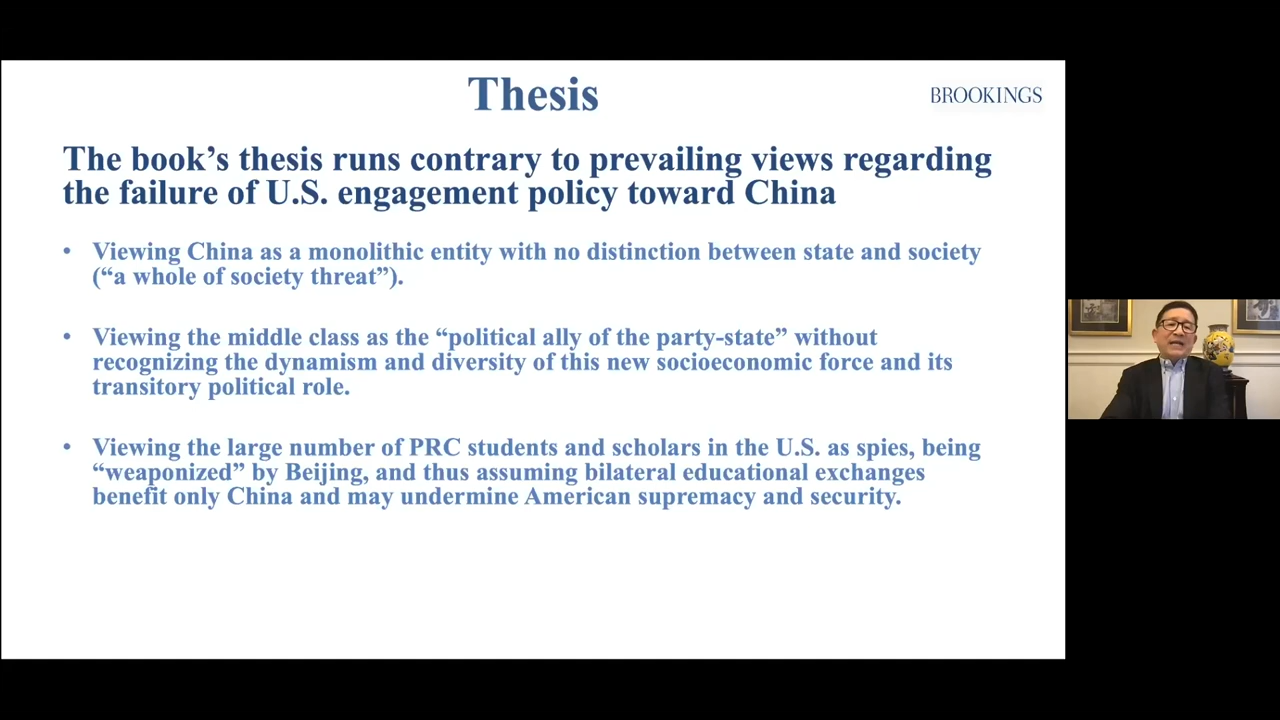 Thesis
BROOKINGS
The book’s thesis runs contrary to prevailing views regarding
the failure of U.S. engagement policy toward China
• Viewing China as a monolithic entity with no distinction between state and society
(“a whole of society threat”).
• Viewing the middle class as the “political ally of the party-state” without
recognizing the dynamism and diversity of this new socioeconomic force and its
transitory political role.
• Viewing the large number of PRC students and scholars in the U.S. as spies, being
“weaponized” by Beijing, and thus assuming bilateral educational exchanges
benefit only China and may undermine American supremacy and security.